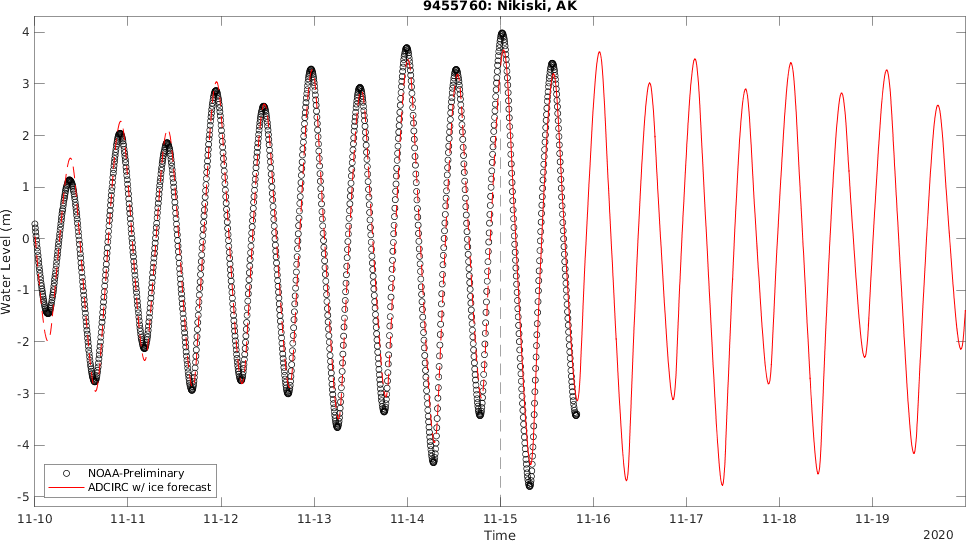 9455760: Nikiski, AK
4
3
2
1
0
-1
-2
-3
-4
-5
Water Level (m)
NOAA-Preliminary
ADCIRC w/ ice forecast
11-10 11-11 11-12 11-13 11-14 11-15 11-16 11-17 11-18 11-19
Time
2020